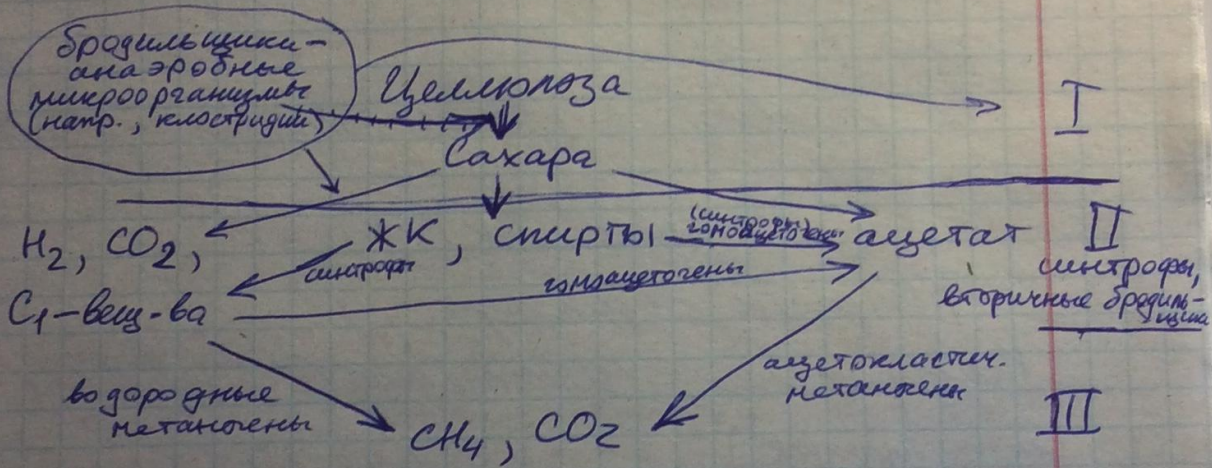 бродильщики-
анаэробные
микроорганизмы
(напр., клостридии)
Целлюлоза
I
Сахара
H2, CO2,
ЖК, спирты
(синтрофы)
гомоацетогены
ацетат
II
синтрофы
гомоацетогены
синтрофы,
вторичные бродиль-
щики
C1-вещ-ва
водородные
метаногены
ацетокластич.
метаногены
III
CH4, CO2